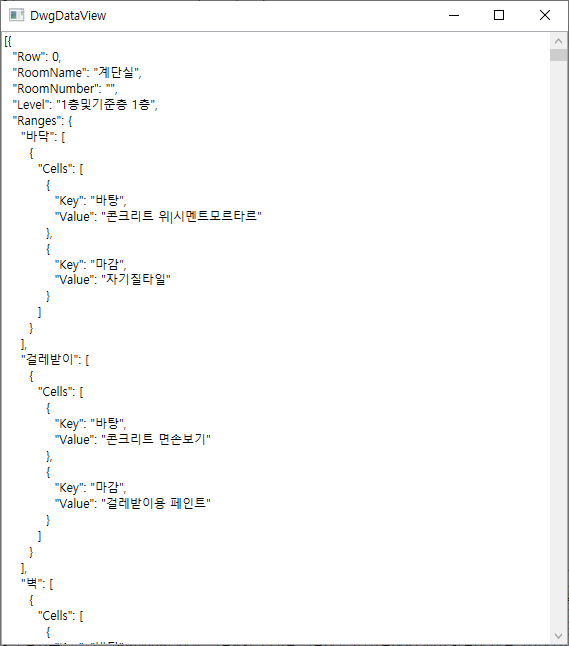 DwgDataView
[{
"Row": 0,
"RoomName": "계단실",
"RoomNumber": "",
"Level": "1층및기준층 1층",
"Ranges": {
"바닥": [
{
"Cells": [
{
"Key": "바탕",
"Value": "콘크리트 위|시멘트모르타르"
},
{
"Key": "마감",
"Value": "자기질타일"
}
]
}
],
"걸레받이": [
{
"Cells": [
{
"Key": "바탕",
"Value": "콘크리트 면손보기"
},
{
"Key": "마감",
"Value": "걸레받이용 페인트"
}
]
}
],
"벽": [
{
"Cells": [
{